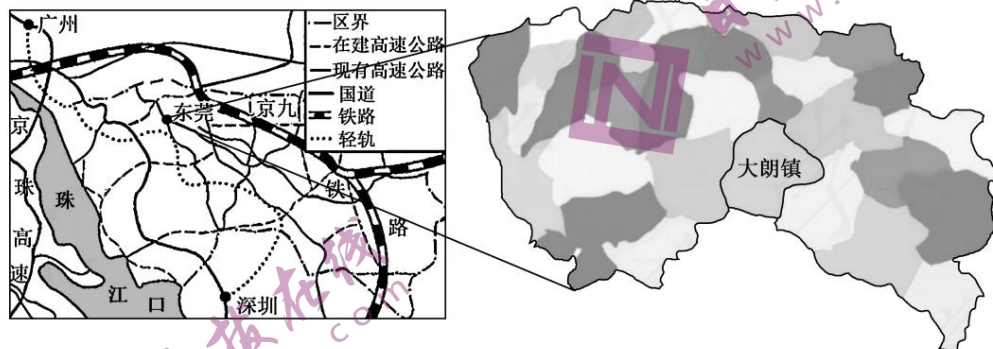 广州
区界
在建高速公路
现有高速公路
国道
铁路
轻轨
东莞
京九
铁
路
京
珠
高
速
珠
江
口
深圳
大朗镇
www.
com